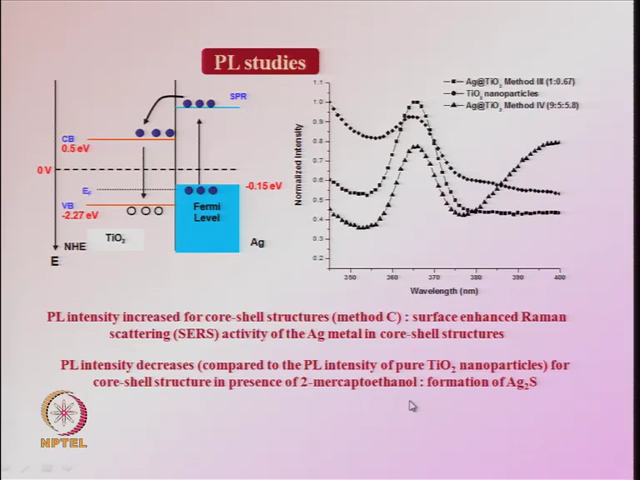 PL studies
SPR
CB
0.5 eV
0 V
E_F
-0.15 eV
VB
-2.27 eV
Fermi
Level
TiO₂
Ag
NHE
E
Ag@TiO₂ Method III (1:0.67)
TiO₂ nanoparticles
Ag@TiO₂ Method IV (9:5:5.8)
Normalized Intensity
1.1
1.0
0.9
0.8
0.7
0.6
0.5
0.4
0.3
0.2
350 360 370 380 390 400
Wavelength (nm)
PL intensity increased for core-shell structures (method C) : surface enhanced Raman
scattering (SERS) activity of the Ag metal in core-shell structures
PL intensity decreases (compared to the PL intensity of pure TiO₂ nanoparticles) for
core-shell structure in presence of 2-mercaptoethanol : formation of Ag₂S
NPTEL